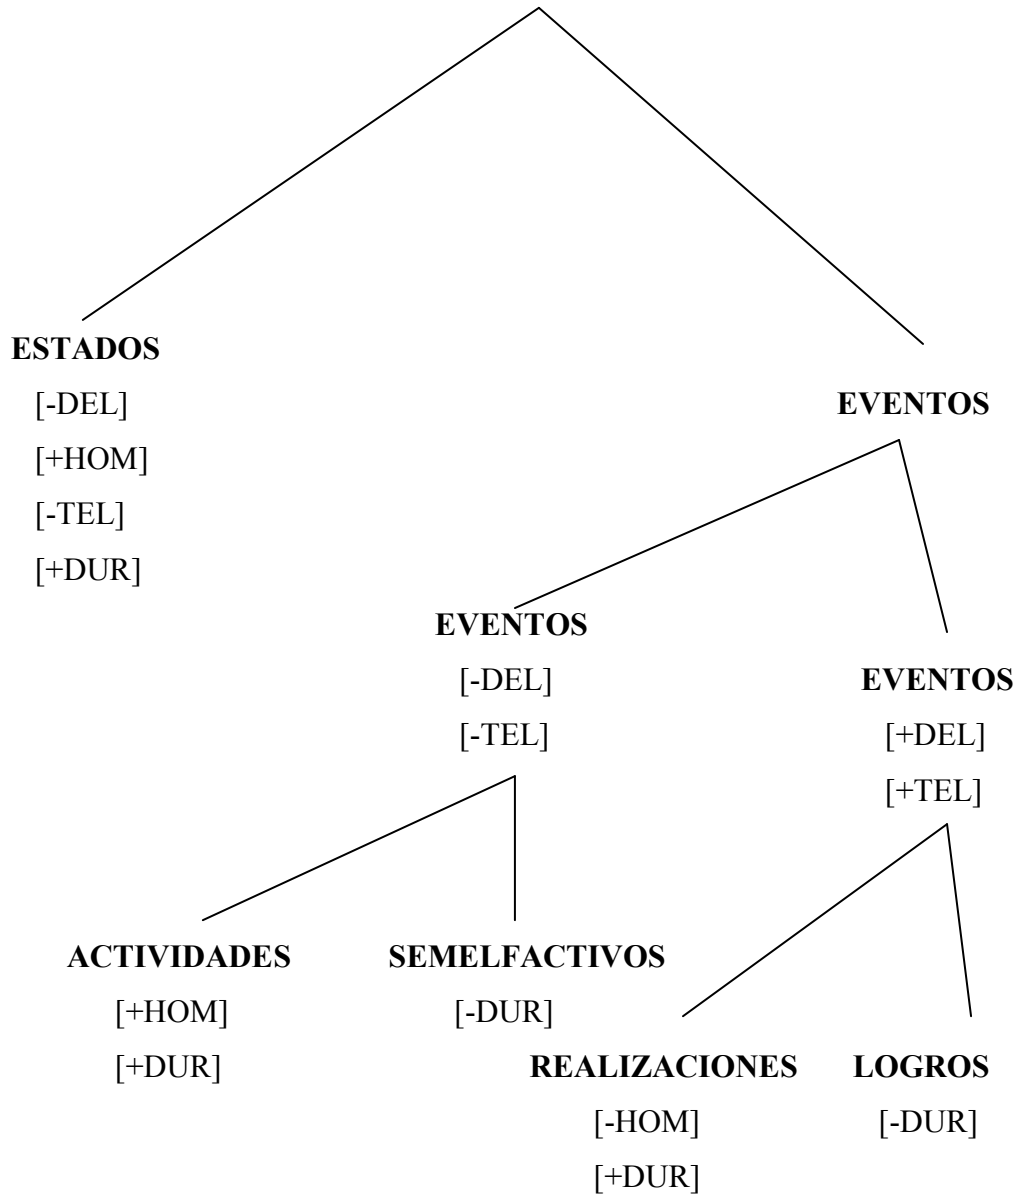 ESTADOS
[-DEL]
[+HOM]
[-TEL]
[+DUR]
EVENTOS
EVENTOS
[-DEL]
[-TEL]
EVENTOS
[+DEL]
[+TEL]
ACTIVIDADES
[+HOM]
[+DUR]
SEMELFACTIVOS
[-DUR]
REALIZACIONES
[-HOM]
[+DUR]
LOGROS
[-DUR]